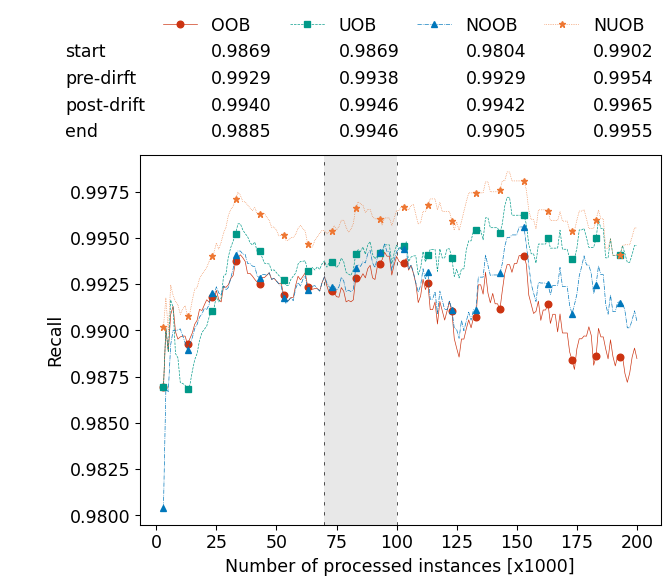 OOB UOB NOOB NUOB
start 0.9869 0.9869 0.9804 0.9902
pre-dirft 0.9929 0.9938 0.9929 0.9954
post-drift 0.9940 0.9946 0.9942 0.9965
end 0.9885 0.9946 0.9905 0.9955
0.9975
0.9950
0.9925
0.9900
0.9875
0.9850
0.9825
0.9800
Recall
0 25 50 75 100 125 150 175 200
Number of processed instances [x1000]